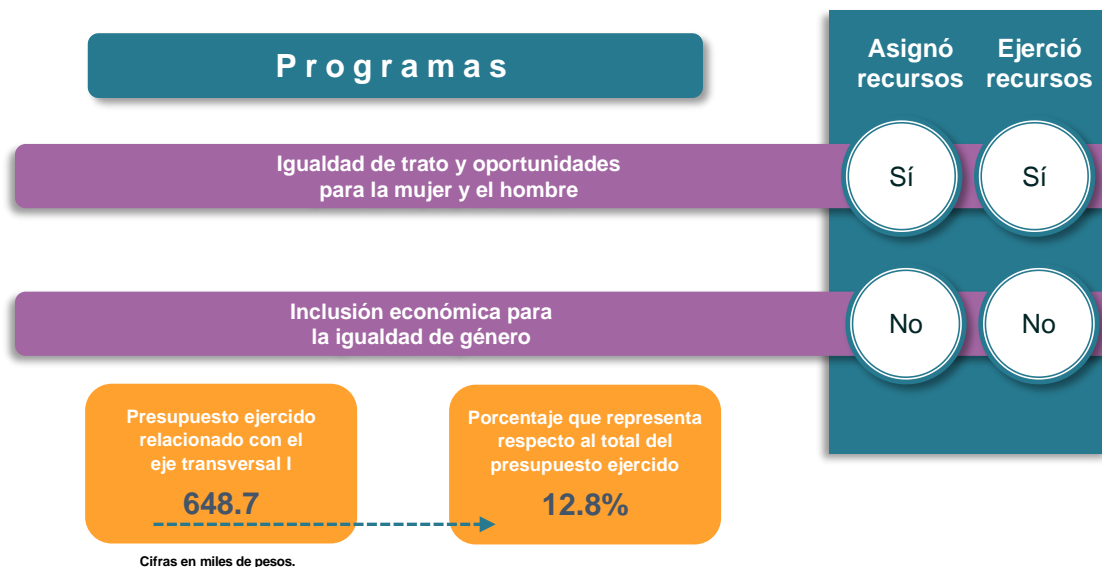 Programas
Asignó
recursos
Ejerció
recursos
Igualdad de trato y oportunidades
para la mujer y el hombre
Sí
Sí
Inclusión económica para
la igualdad de género
No
No
Presupuesto ejercido
relacionado con el
eje transversal I
648.7
Porcentaje que representa
respecto al total del
presupuesto ejercido
12.8%
Cifras en miles de pesos.